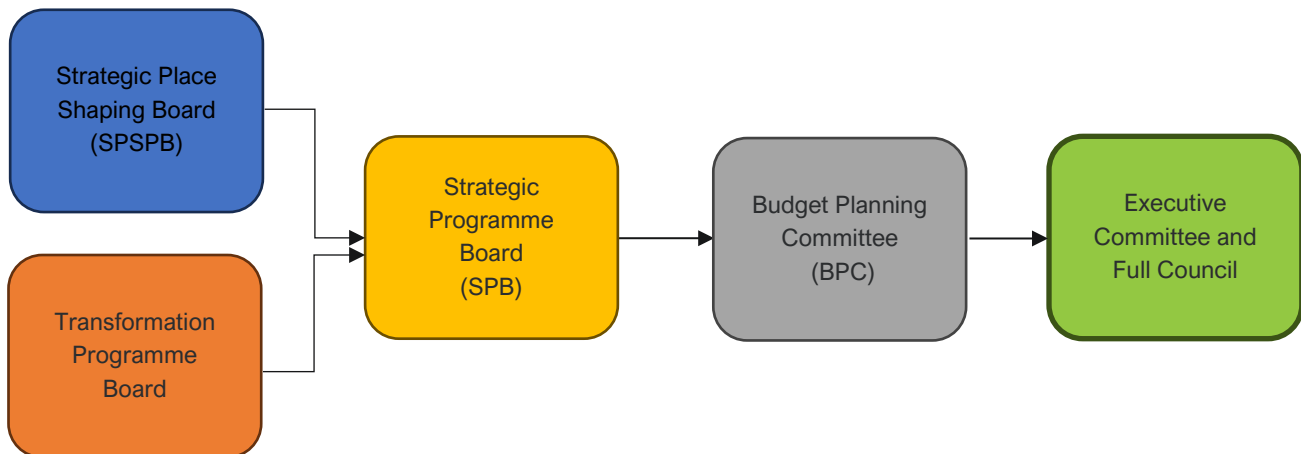 Strategic Place
Shaping Board
(SPSPB)
Transformation
Programme
Board
Strategic
Programme
Board
(SPB)
Budget Planning
Committee
(BPC)
Executive
Committee and
Full Council